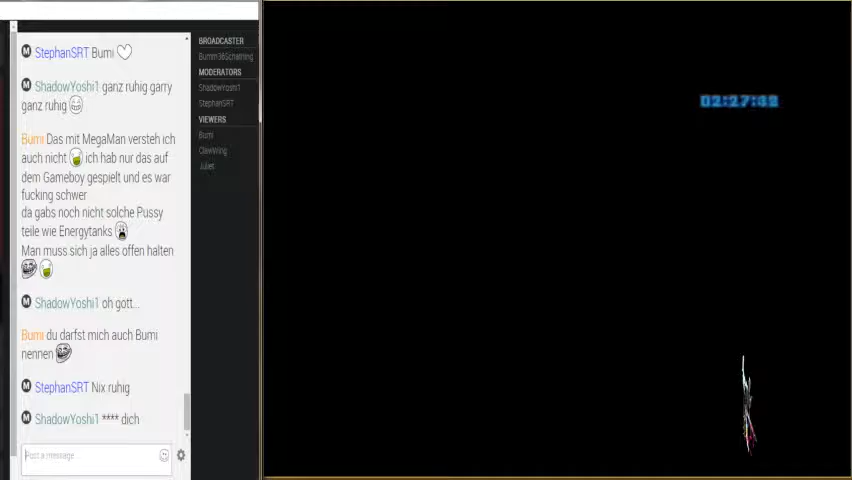 StephanSRT Bumi
ShadowYoshi1 ganz ruhig garry
ganz ruhig
Bumi Das mit MegaMan versteh ich
auch nicht ich hab nur das auf
dem Gameboy gespielt und es war
fucking schwer
da gabs noch nicht solche Pussy
teile wie Energytanks
Man muss sich ja alles offen halten
ShadowYoshi1 oh gott...
Bumi du darfst mich auch Bumi
nennen
StephanSRT Nix ruhig
ShadowYoshi1 **** dich
Post a message
BROADCASTER
MODERATORS
ShadowYoshi1
StephanSRT
VIEWERS
Bumi
ClawWing
Juliet
02:27:48